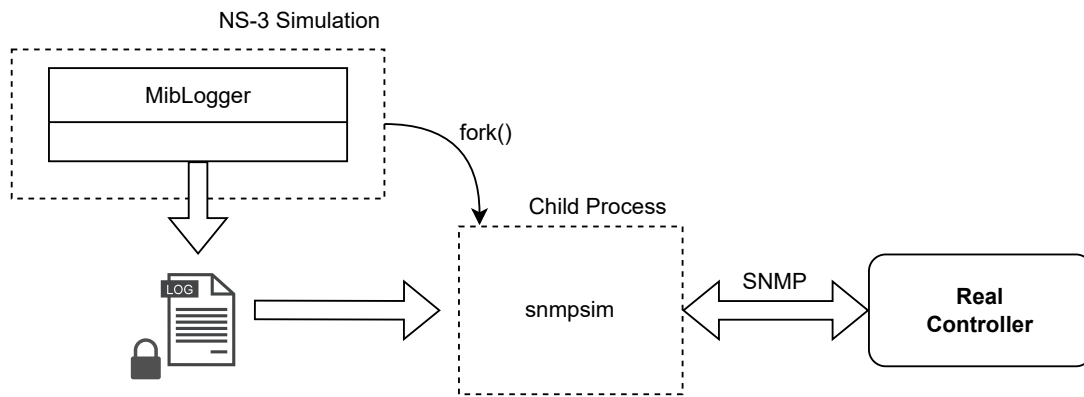 NS-3 Simulation
MibLogger
fork()
Child Process
LOG
snmpsim
SNMP
Real
Controller